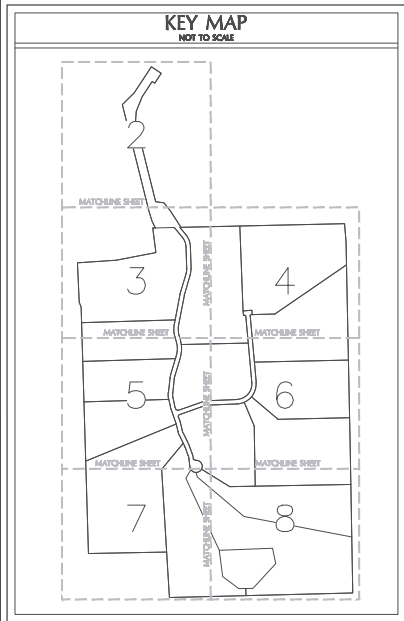 KEY MAP
NOT TO SCALE
2
MATCHLINE SHEET
MATCHLINE SHEET
3
4
MATCHLINE SHEET
MATCHLINE SHEET
MATCHLINE SHEET
5
6
MATCHLINE SHEET
MATCHLINE SHEET
MATCHLINE SHEET
7
8